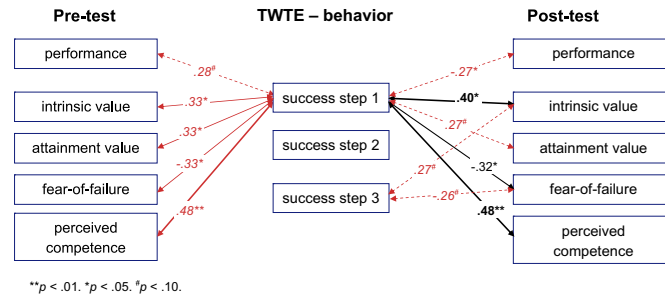 Pre-test
TWTE – behavior
Post-test
performance
intrinsic value
attainment value
fear-of-failure
perceived
competence
.28#
.33*
.33*
-.33*
.48**
success step 1
success step 2
success step 3
-.27*
.40*
.27#
-.32*
.27#
-.26#
.48**
performance
intrinsic value
attainment value
fear-of-failure
perceived
competence
**p < .01. *p < .05. #p < .10.